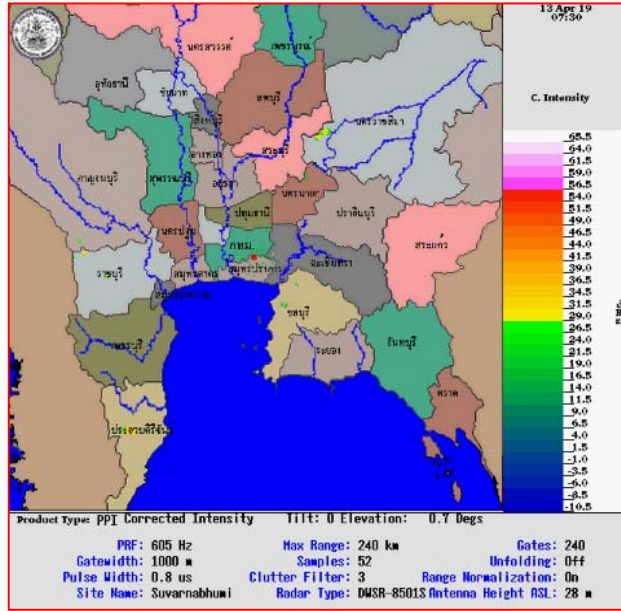 13 Apr 19
07:30
C. Intensity
นครสวรรค์
เพชรบูรณ์
อุทัยธานี
ชัยนาท
ลพบุรี
สิงห์บุรี
นครราชสีมา
อ่างทอง
สระบุรี
กาญจนบุรี
สุพรรณบุรี
อยุธยา
นครนายก
ปราจีนบุรี
ปทุมธานี
นครปฐม
กทม.
สระแก้ว
ราชบุรี
สมุทรสาคร
สมุทรปราการ
ฉะเชิงเทรา
ชลบุรี
เพชรบุรี
ระยอง
จันทบุรี
ตราด
65.5
64.0
61.5
59.0
56.5
54.0
51.5
49.0
46.5
44.0
41.5
39.0
36.5
34.0
31.5
29.0
26.5
24.0
21.5
19.0
16.5
14.0
11.5
9.0
6.5
4.0
1.5
-1.0
-3.5
-6.0
-8.5
-10.5
Product Type: PPI Corrected Intensity Tilt: 0 Elevation: 0.7 Degs
PRF: 605 Hz Max Range: 240 km Gates: 240
Gatewidth: 1000 m Samples: 52 Unfolding: Off
Pulse Width: 0.8 us Clutter Filter: 3 Range Normalization: On
Site Name: Suvarnabhumi Radar Type: DWSR-8501S Antenna Height ASL: 28 m